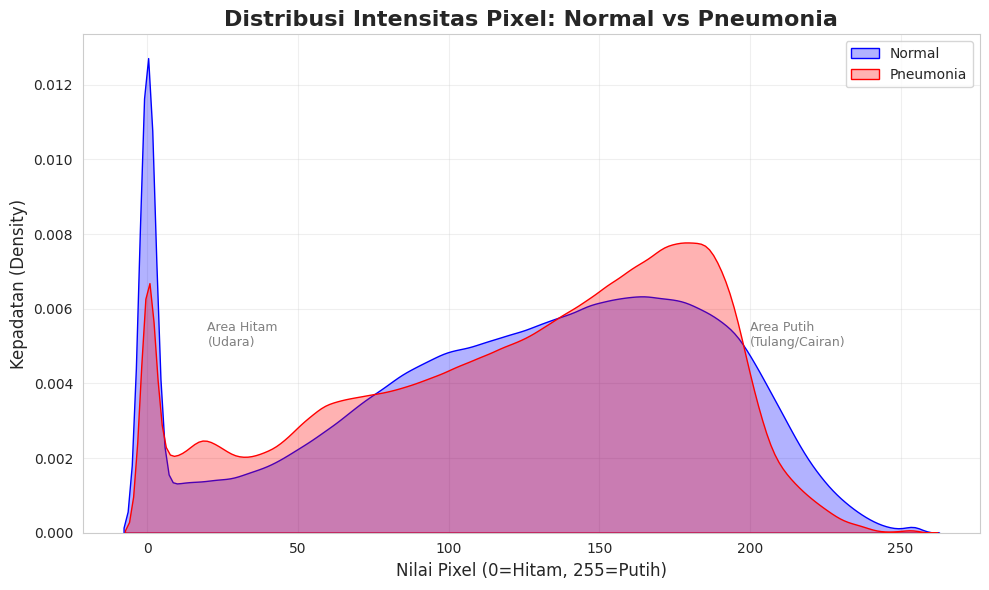 Distribusi Intensitas Pixel: Normal vs Pneumonia
Normal
Pneumonia
Kepadatan (Density)
0.012
0.010
0.008
0.006
0.004
0.002
0.000
Area Hitam
(Udara)
Area Putih
(Tulang/Cairan)
0
50
100
150
200
250
Nilai Pixel (0=Hitam, 255=Putih)